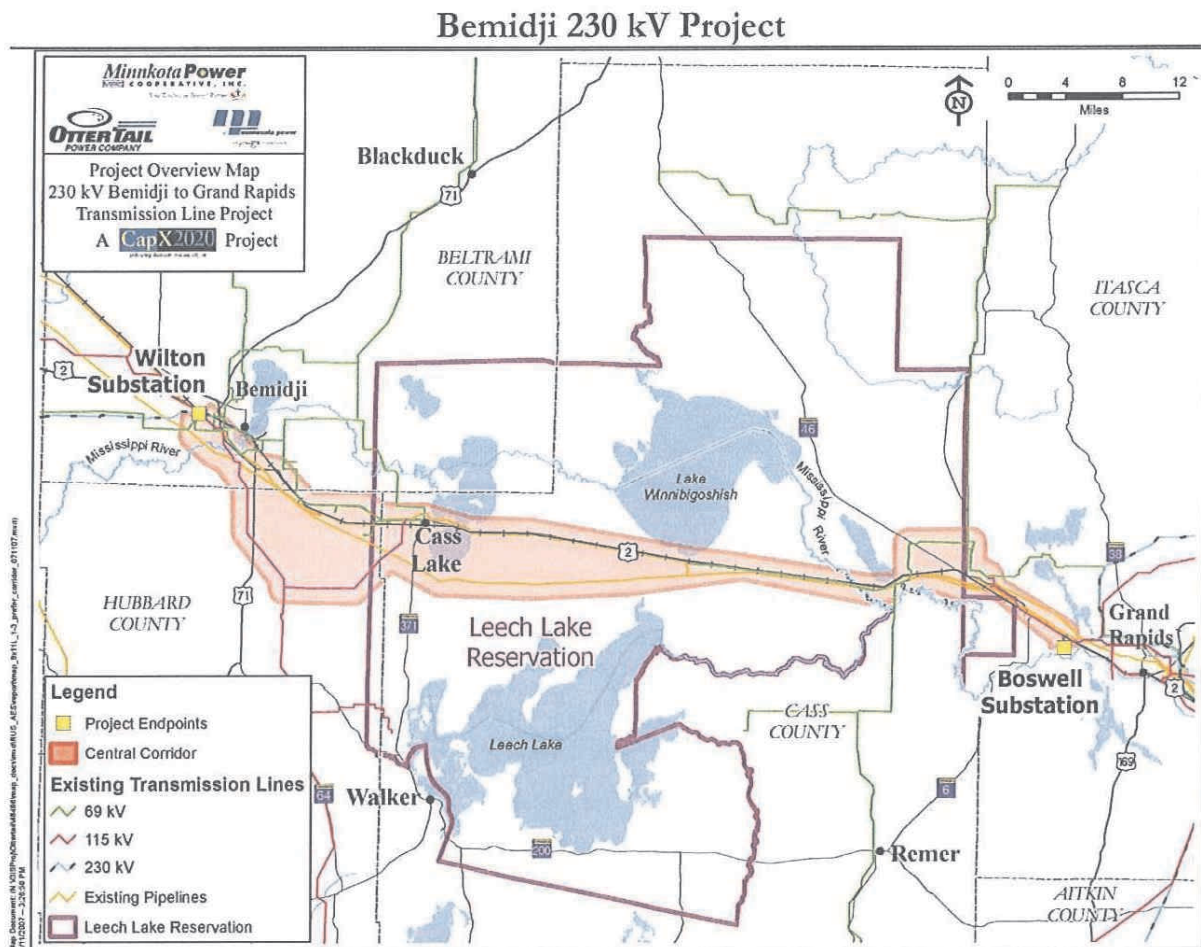 Bemidji 230 kV Project
Minnkota Power
COOPERATIVE, INC.
OTTER TAIL
POWER COMPANY
minnesota power
Project Overview Map
230 kV Bemidji to Grand Rapids
Transmission Line Project
A CapX2020 Project
N
0 4 8 12
Miles
Blackduck
71
BELTRAMI
COUNTY
ITASCA
COUNTY
Wilton
Substation
2
Bemidji
Mississippi River
46
Lake
Winnibigoshish
Mississippi
River
Cass
Lake
2
38
HUBBARD
COUNTY
71
371
Leech Lake
Reservation
Grand
Rapids
2
Boswell
Substation
Leech Lake
CASS
COUNTY
169
64
Walker
6
200
Remer
AITKIN
COUNTY
Legend
Project Endpoints
Central Corridor
Existing Transmission Lines
69 kV
115 kV
230 kV
Existing Pipelines
Leech Lake Reservation